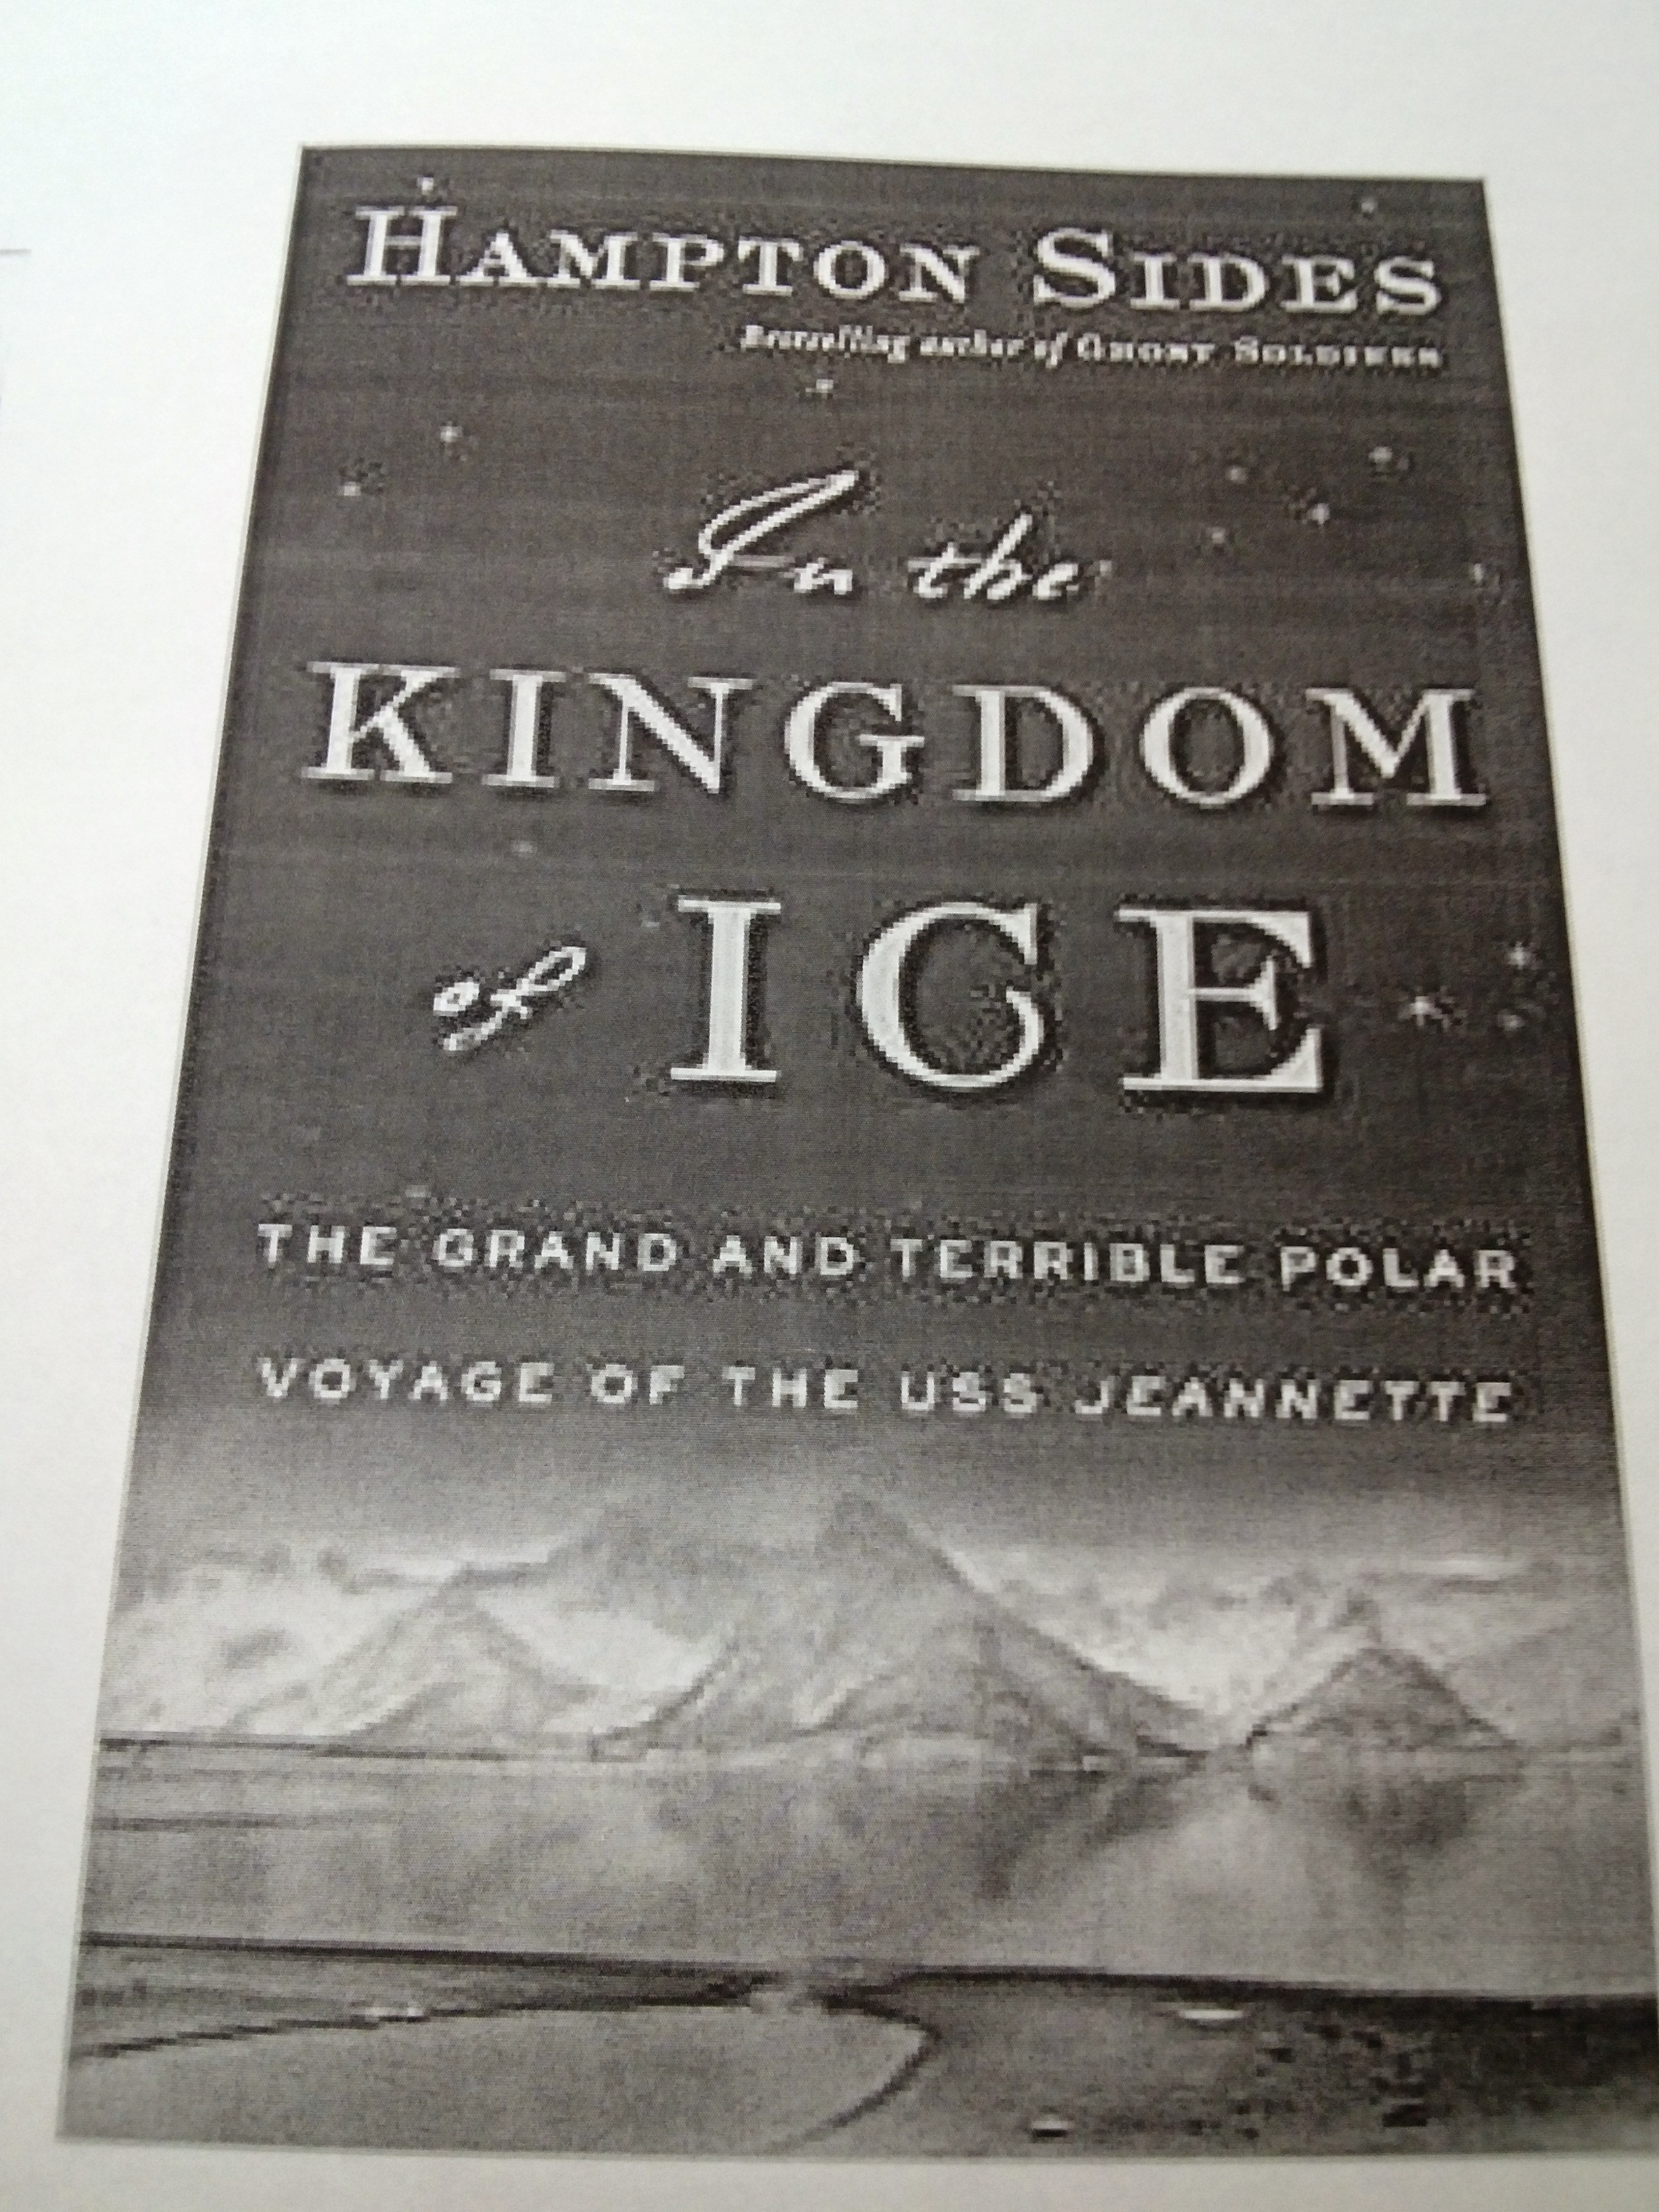 HAMPTON SIDES
Bestselling author of GHOST SOLDIERS
In the
KINGDOM
of ICE
THE GRAND AND TERRIBLE POLAR
VOYAGE OF THE USS JEANNETTE